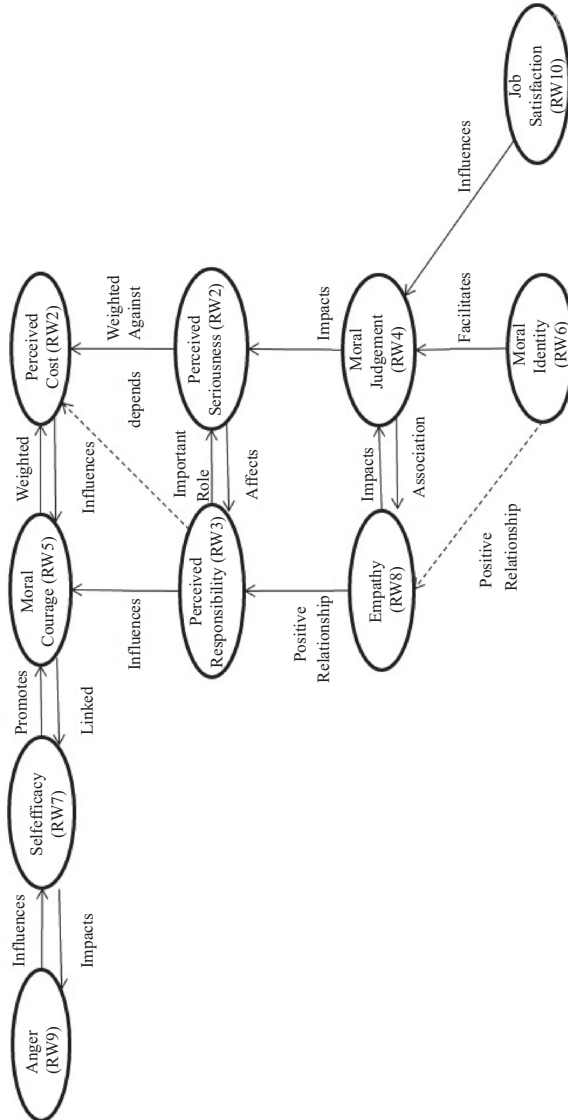 Anger
(RW9)
Influences
Impacts
Selfefficacy
(RW7)
Promotes
Linked
Moral
Courage (RW5)
Weighted
Influences
Perceived
Cost (RW2)
Influences
depends
Weighted
Against
Perceived
Responsibility (RW3)
Important
Role
Affects
Perceived
Seriousness (RW2)
Positive
Relationship
Impacts
Empathy
(RW8)
Impacts
Association
Moral
Judgement
(RW4)
Positive
Relationship
Facilitates
Influences
Moral
Identity
(RW6)
Job
Satisfaction
(RW10)